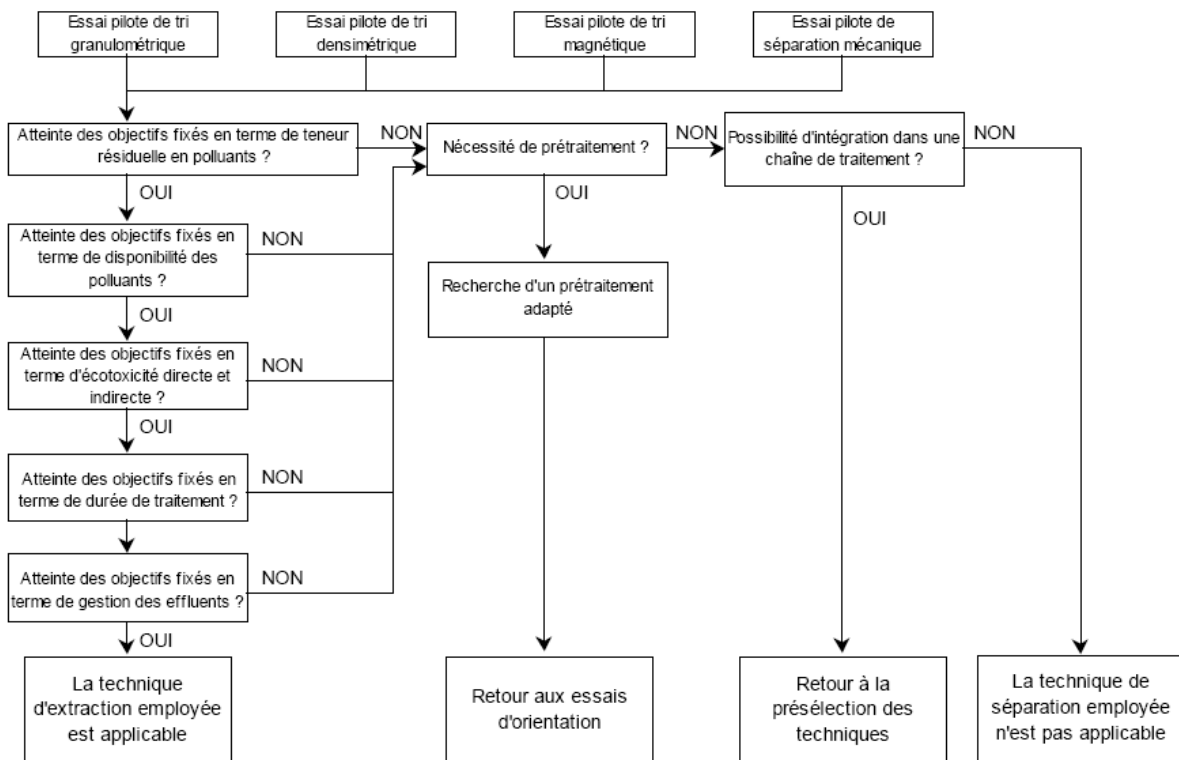 Essai pilote de tri
granulométrique
Essai pilote de tri
densimétrique
Essai pilote de tri
magnétique
Essai pilote de
séparation mécanique
Atteinte des objectifs fixés en terme de teneur
résiduelle en polluants ?
NON
Nécessité de prétraitement ?
NON
Possibilité d'intégration dans une
chaîne de traitement ?
NON
OUI
OUI
OUI
Atteinte des objectifs fixés en
terme de disponibilité des
polluants ?
NON
Recherche d'un prétraitement
adapté
OUI
Atteinte des objectifs fixés en
terme d'écotoxicité directe et
indirecte ?
NON
OUI
Atteinte des objectifs fixés en
terme de durée de traitement ?
NON
Atteinte des objectifs fixés en
terme de gestion des effluents ?
NON
OUI
La technique
d'extraction employée
est applicable
Retour aux essais
d'orientation
Retour à la
présélection des
techniques
La technique de
séparation employée
n'est pas applicable